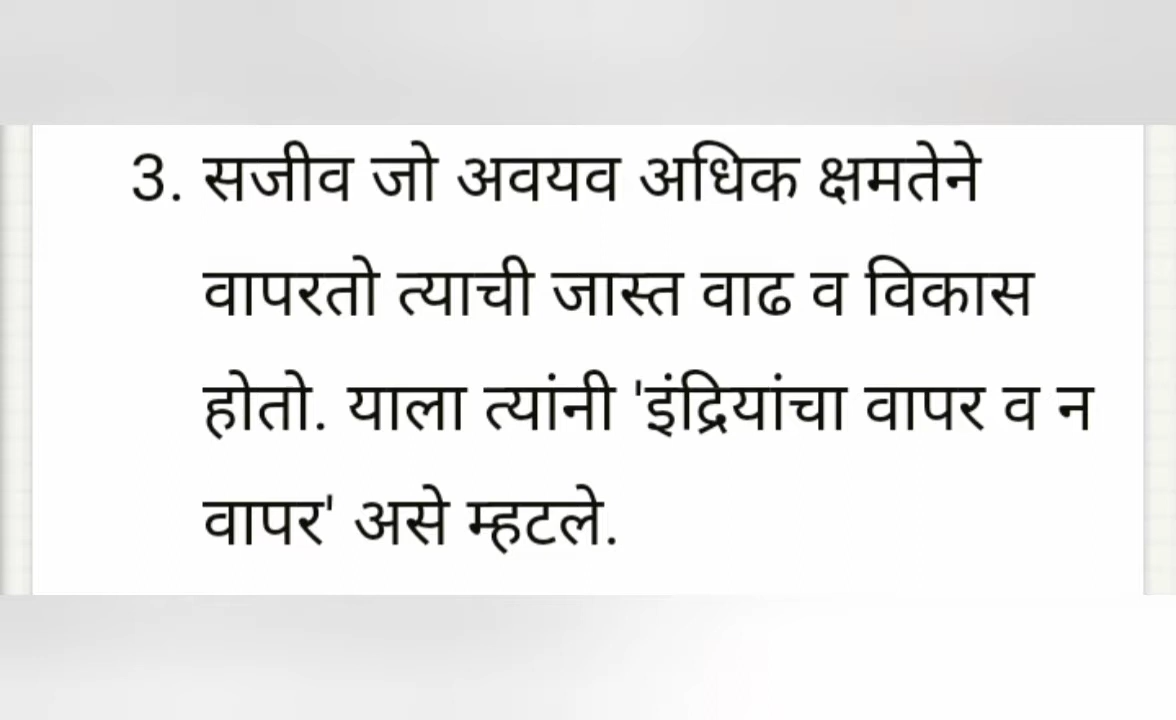 3. सजीव जो अवयव अधिक क्षमतेने
वापरतो त्याची जास्त वाढ व विकास
होतो. याला त्यांनी 'इंद्रियांचा वापर व न
वापर' असे म्हटले.